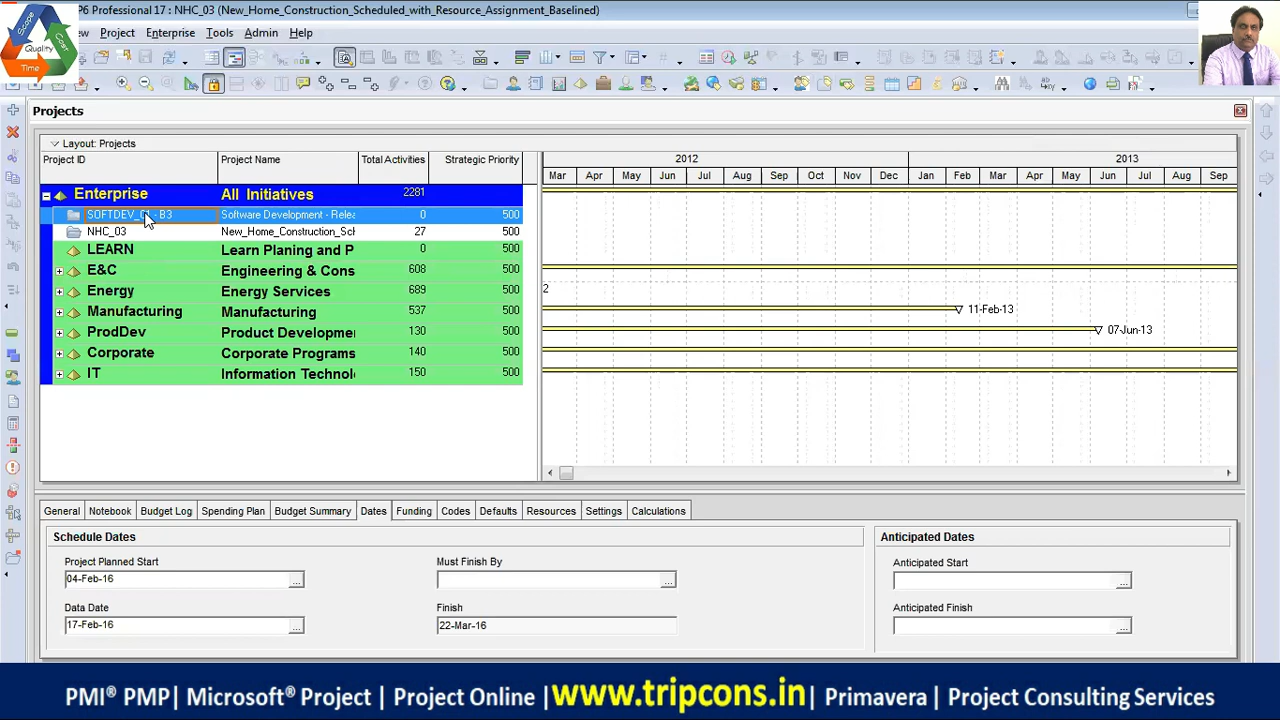 Scope
Quality
Cost
Time
P6 Professional 17 : NHC_03 (New_Home_Construction_Scheduled_with_Resource_Assignment_Baselined)
Project Enterprise Tools Admin Help
Projects
Layout: Projects
Project ID Project Name Total Activities Strategic Priority
2012 2013
Mar Apr May Jun Jul Aug Sep Oct Nov Dec Jan Feb Mar Apr May Jun Jul Aug Sep
Enterprise All Initiatives 2281
- B3 Software Development - Relea 0 500
NHC_03 New_Home_Construction_Scl 27 500
LEARN Learn Planing and P 0 500
E&C Engineering & Cons 608 500
Energy Energy Services 689 500 2
Manufacturing Manufacturing 537 500 11-Feb-13
ProdDev Product Developme 130 500 07-Jun-13
Corporate Corporate Programs 140 500
IT Information Technol 150 500
General Notebook Budget Log Spending Plan Budget Summary Dates Funding Codes Defaults Resources Settings Calculations
Schedule Dates Anticipated Dates
Project Planned Start Must Finish By Anticipated Start
04-Feb-16 ... ... ...
Data Date Finish Anticipated Finish
17-Feb-16 ... 22-Mar-16 ...
PMI® PMP| Microsoft® Project | Project Online |www.tripcons.in| Primavera | Project Consulting Services